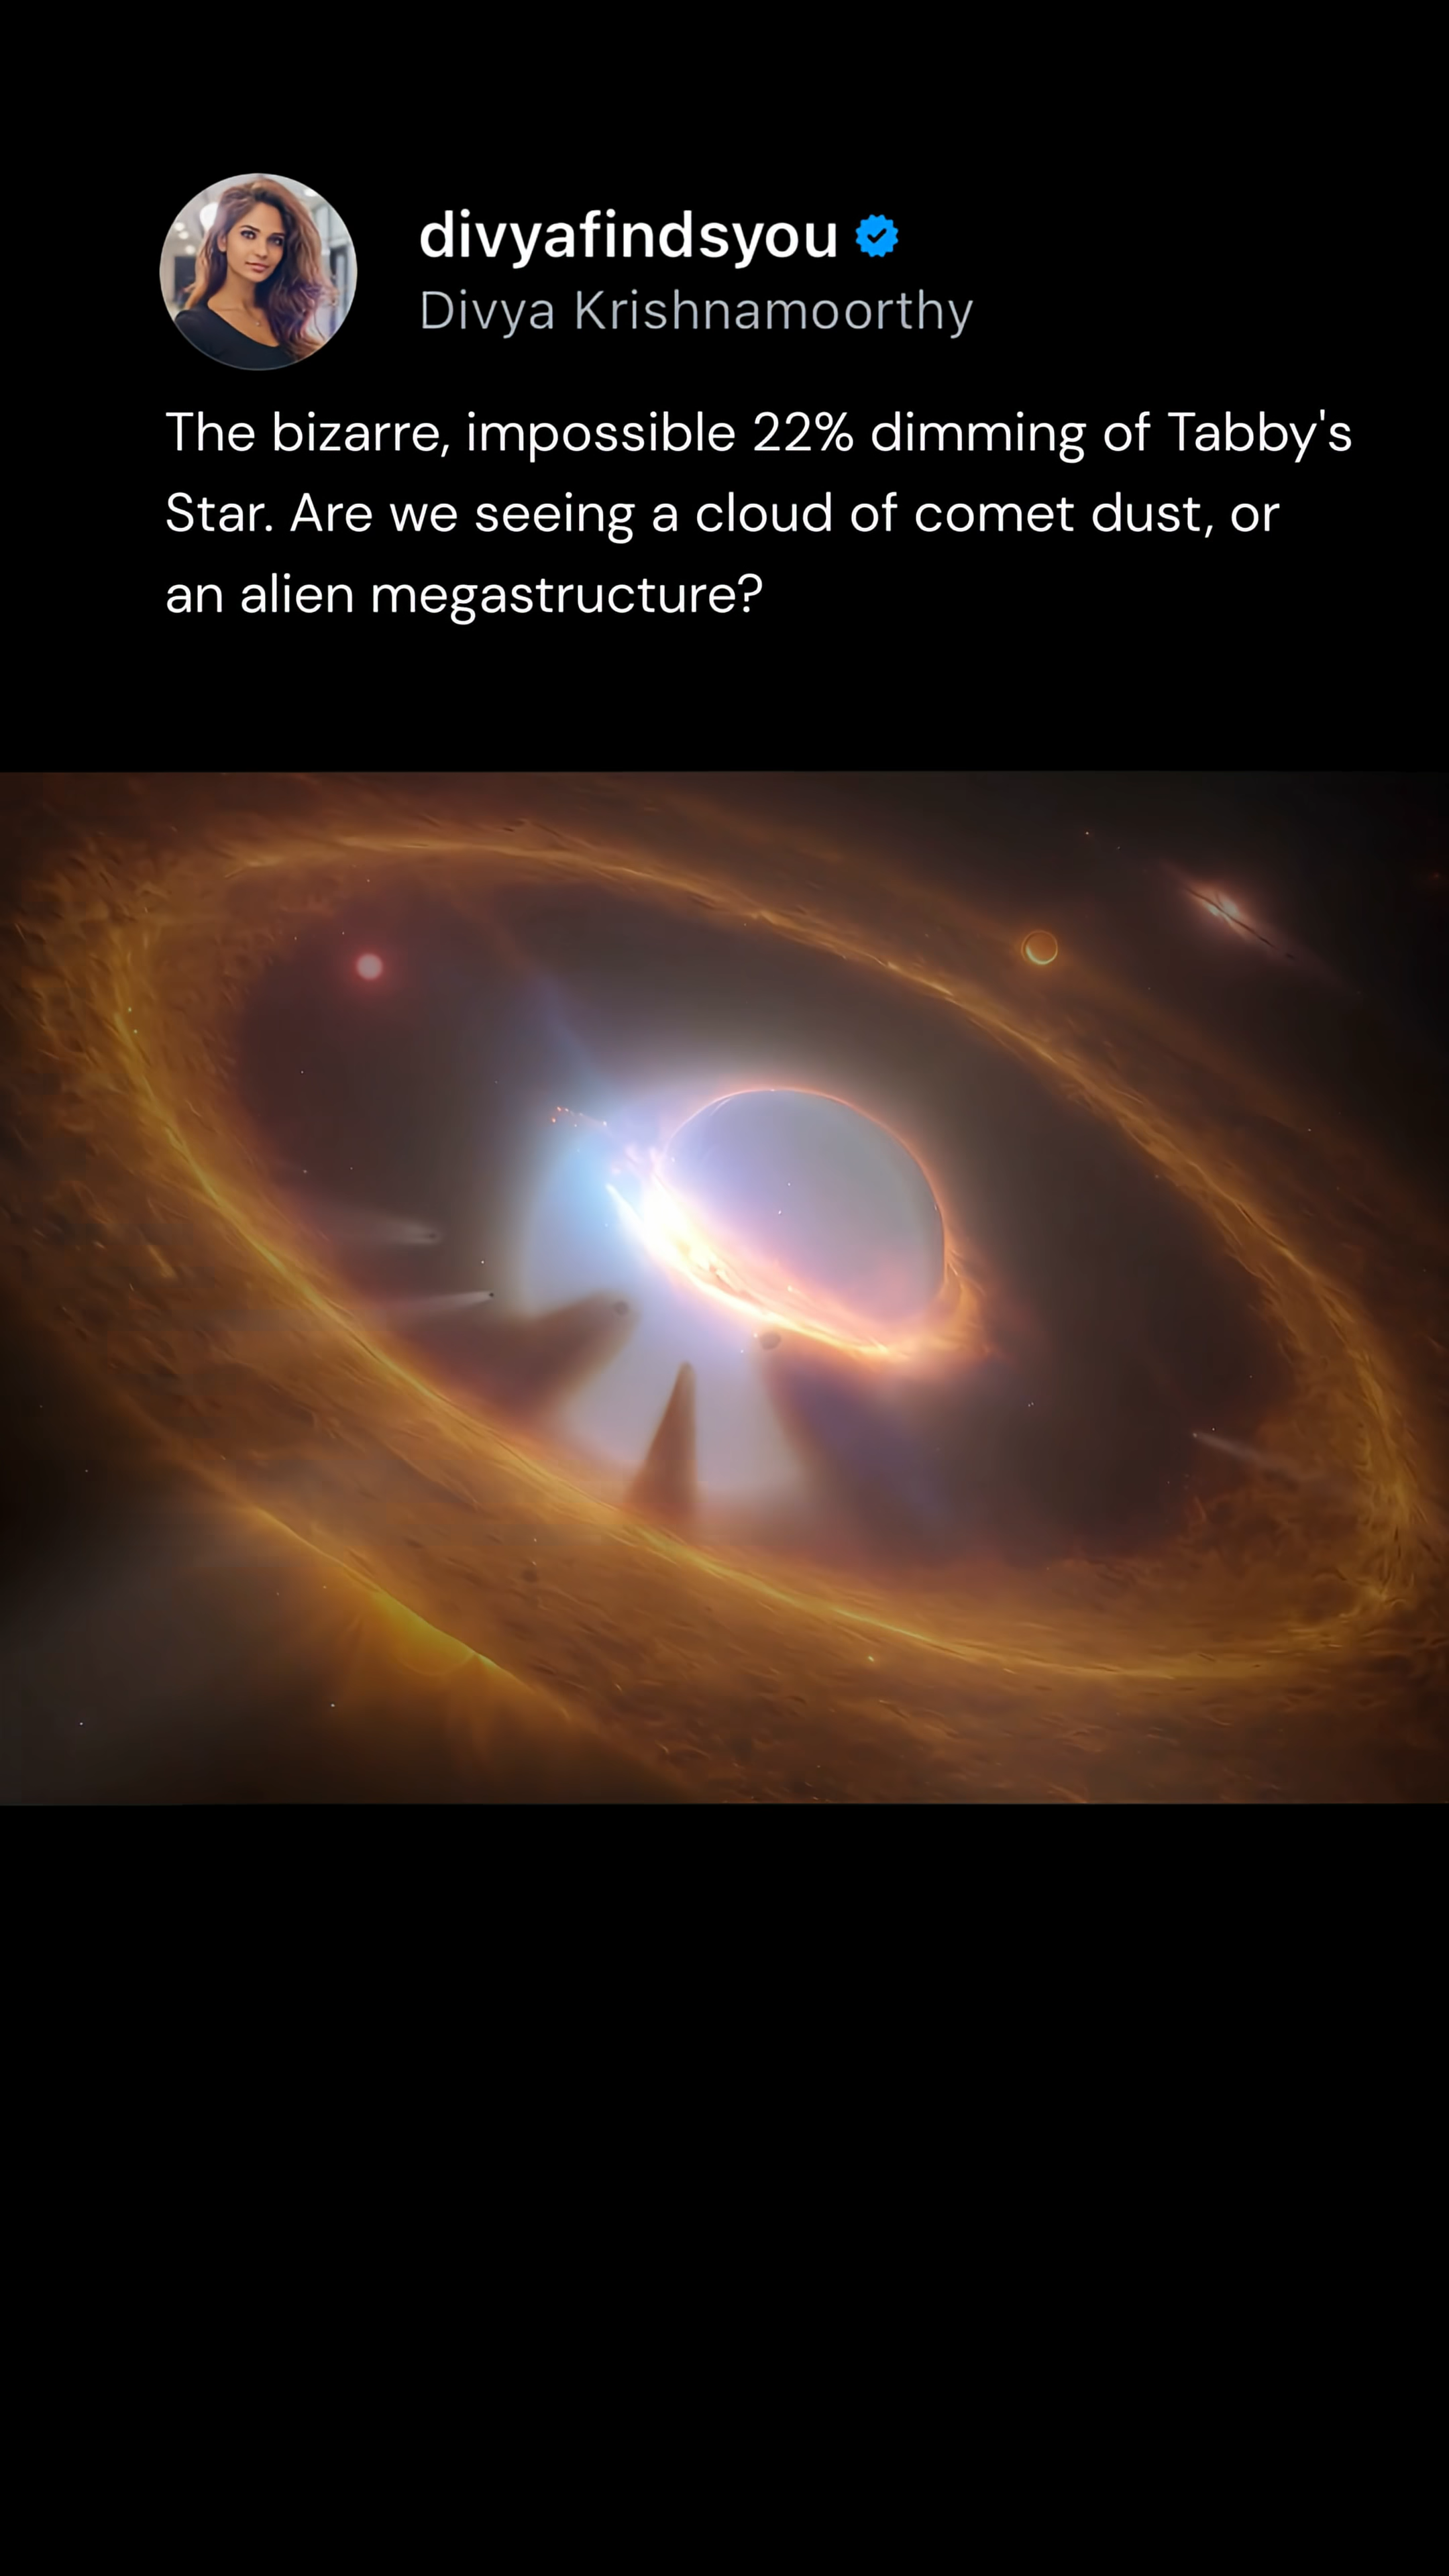 divyafindsyou
Divya Krishnamoorthy
The bizarre, impossible 22% dimming of Tabby's
Star. Are we seeing a cloud of comet dust, or
an alien megastructure?